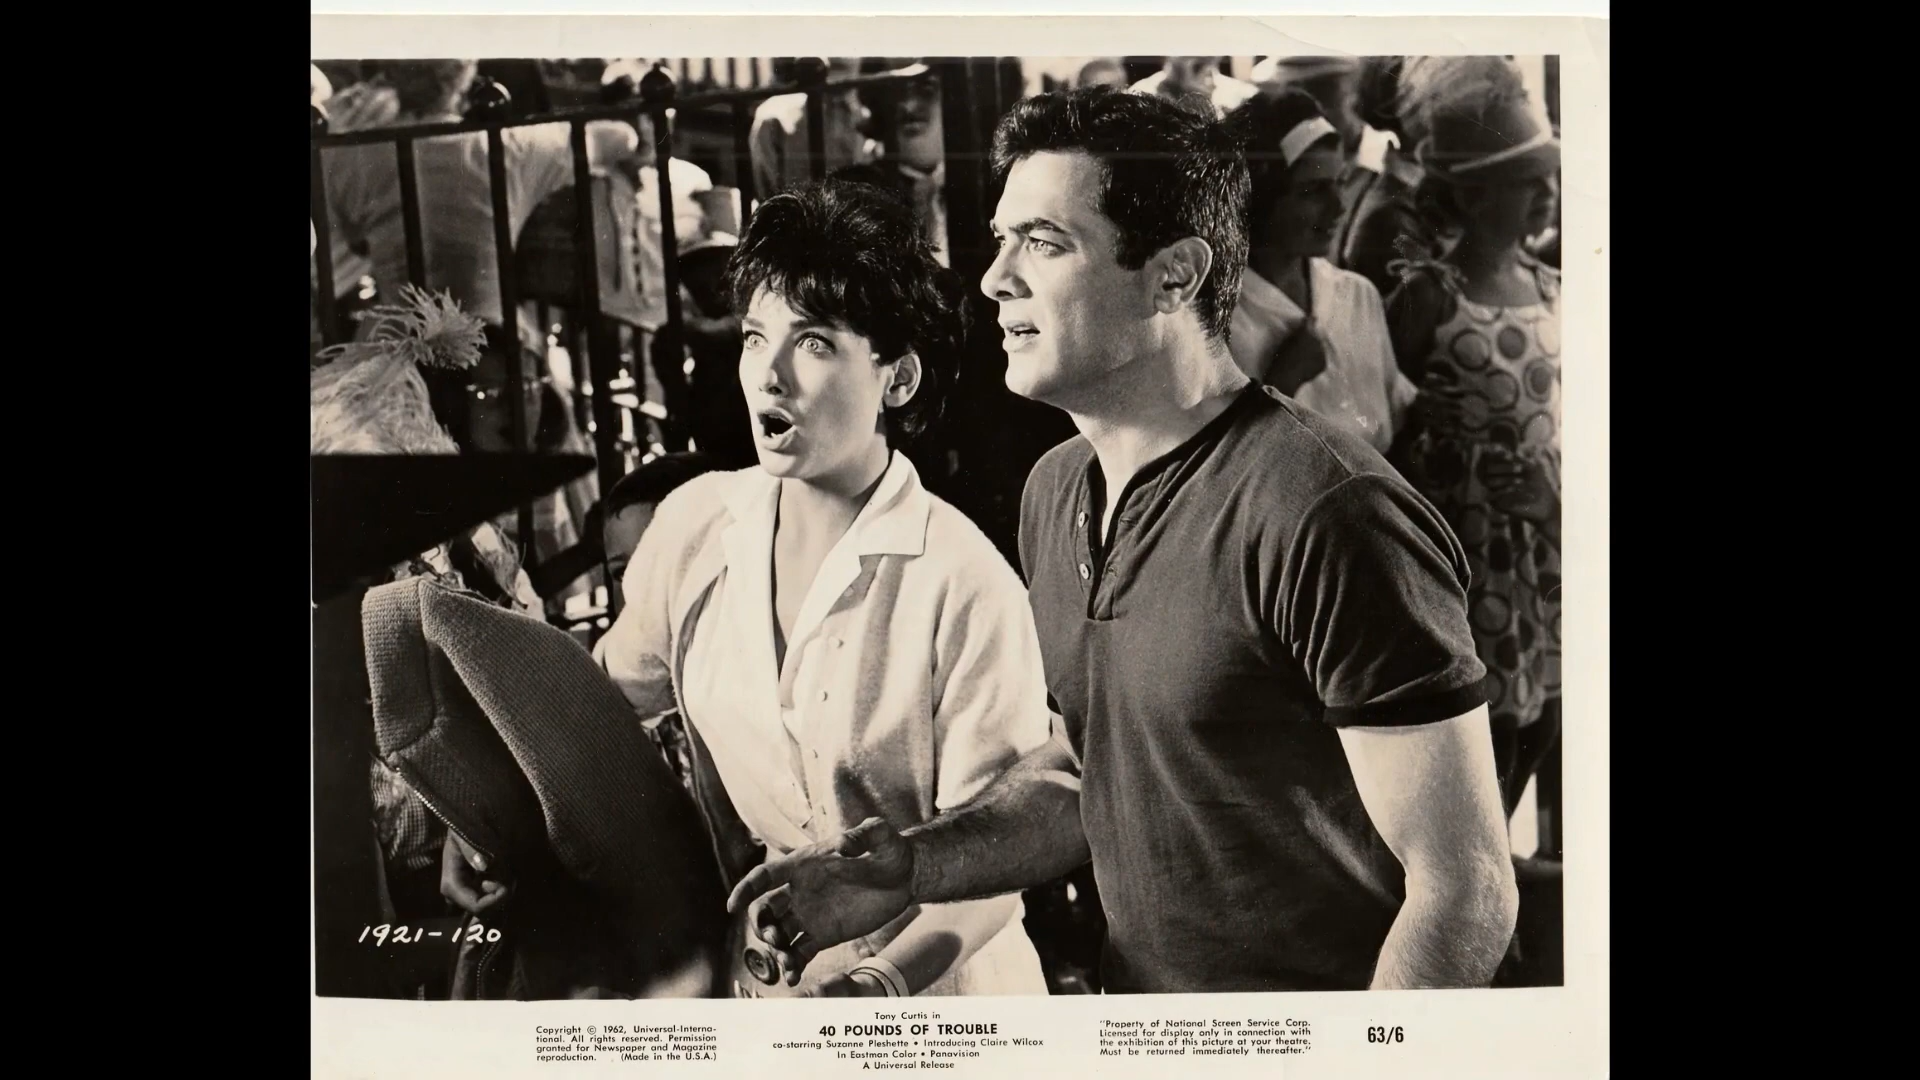 1921-120
Tony Curtis in
40 POUNDS OF TROUBLE
co-starring Suzanne Pleshette • Introducing Claire Wilcox
In Eastman Color • Panavision
A Universal Release
Copyright © 1962, Universal-Interna-
tional. All rights reserved. Permission
granted for Newspaper and Magazine
reproduction. (Made in the U.S.A.)
"Property of National Screen Service Corp.
Licensed for display only in connection with
the exhibition of this picture at your theatre.
Must be returned immediately thereafter."
63/6